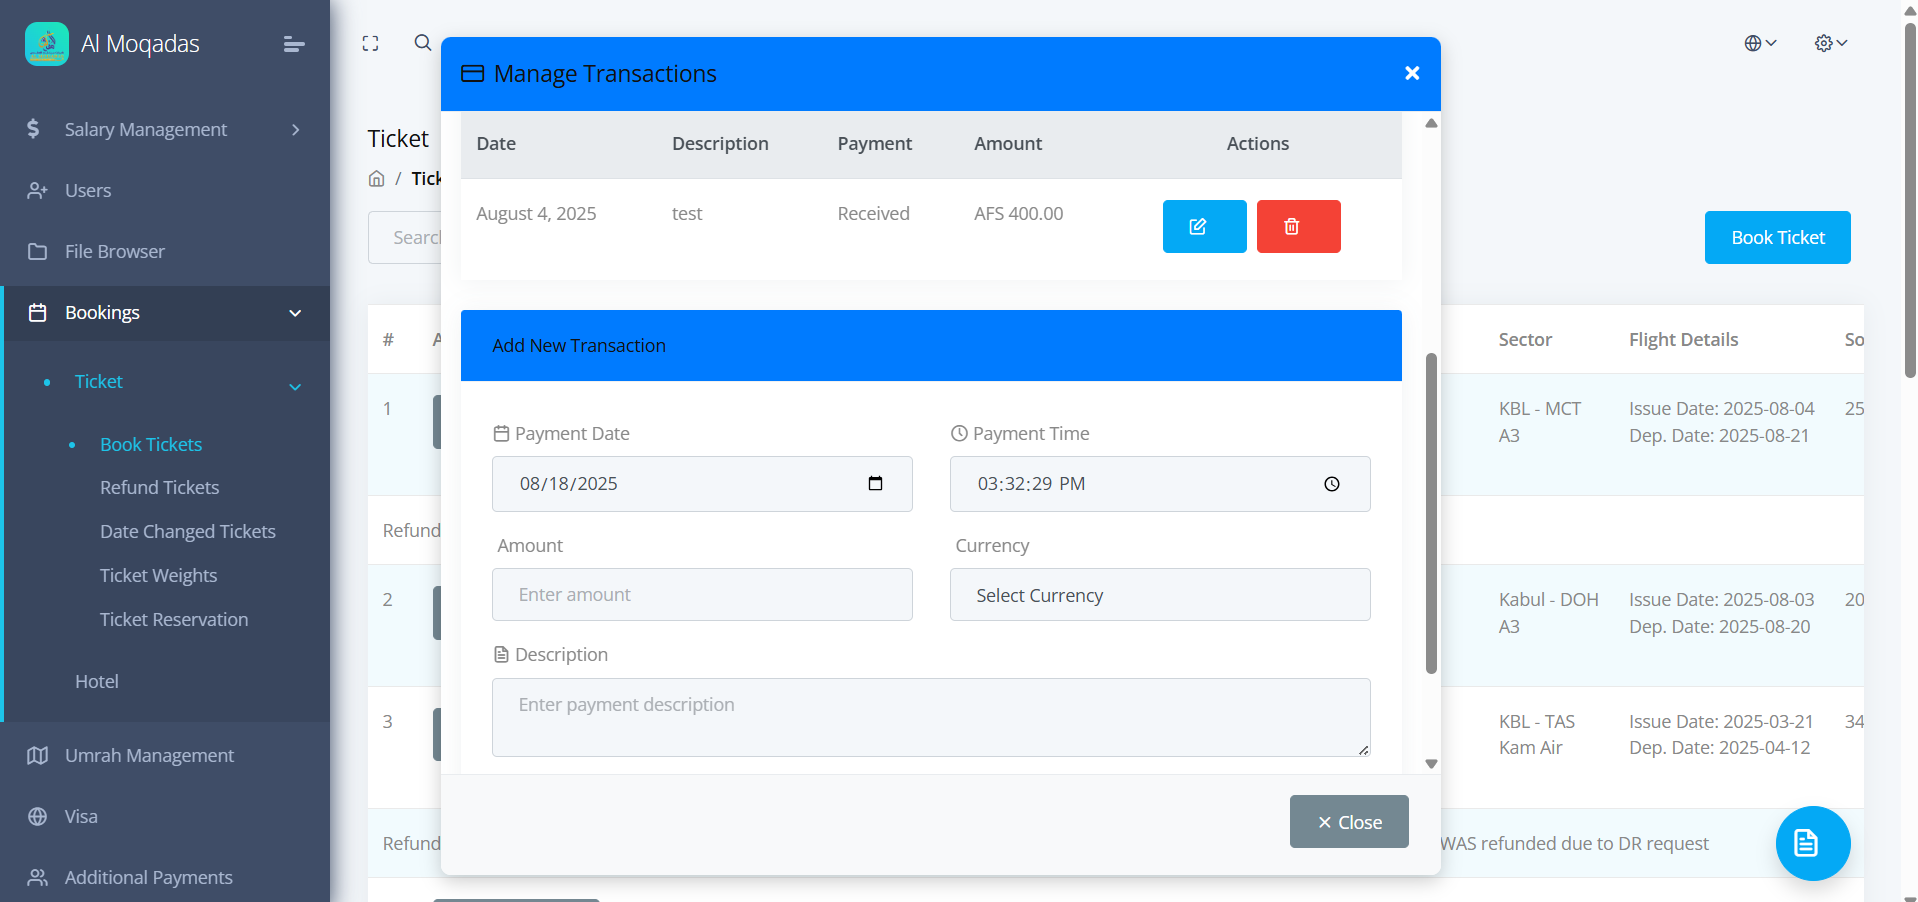 Al Moqadas
Salary Management
Users
File Browser
Bookings
Ticket
Book Tickets
Refund Tickets
Date Changed Tickets
Ticket Weights
Ticket Reservation
Hotel
Umrah Management
Visa
Additional Payments
Ticket
/ Tick
Searc
Book Ticket
# A Sector Flight Details So
1 KBL - MCT Issue Date: 2025-08-04 25
A3 Dep. Date: 2025-08-21
Refund
2 Kabul - DOH Issue Date: 2025-08-03 20
A3 Dep. Date: 2025-08-20
3 KBL - TAS Issue Date: 2025-03-21 34
Kam Air Dep. Date: 2025-04-12
Refund WAS refunded due to DR request
Manage Transactions
Date Description Payment Amount Actions
August 4, 2025 test Received AFS 400.00
Add New Transaction
Payment Date Payment Time
08/18/2025 03:32:29 PM
Amount Currency
Enter amount Select Currency
Description
Enter payment description
Close